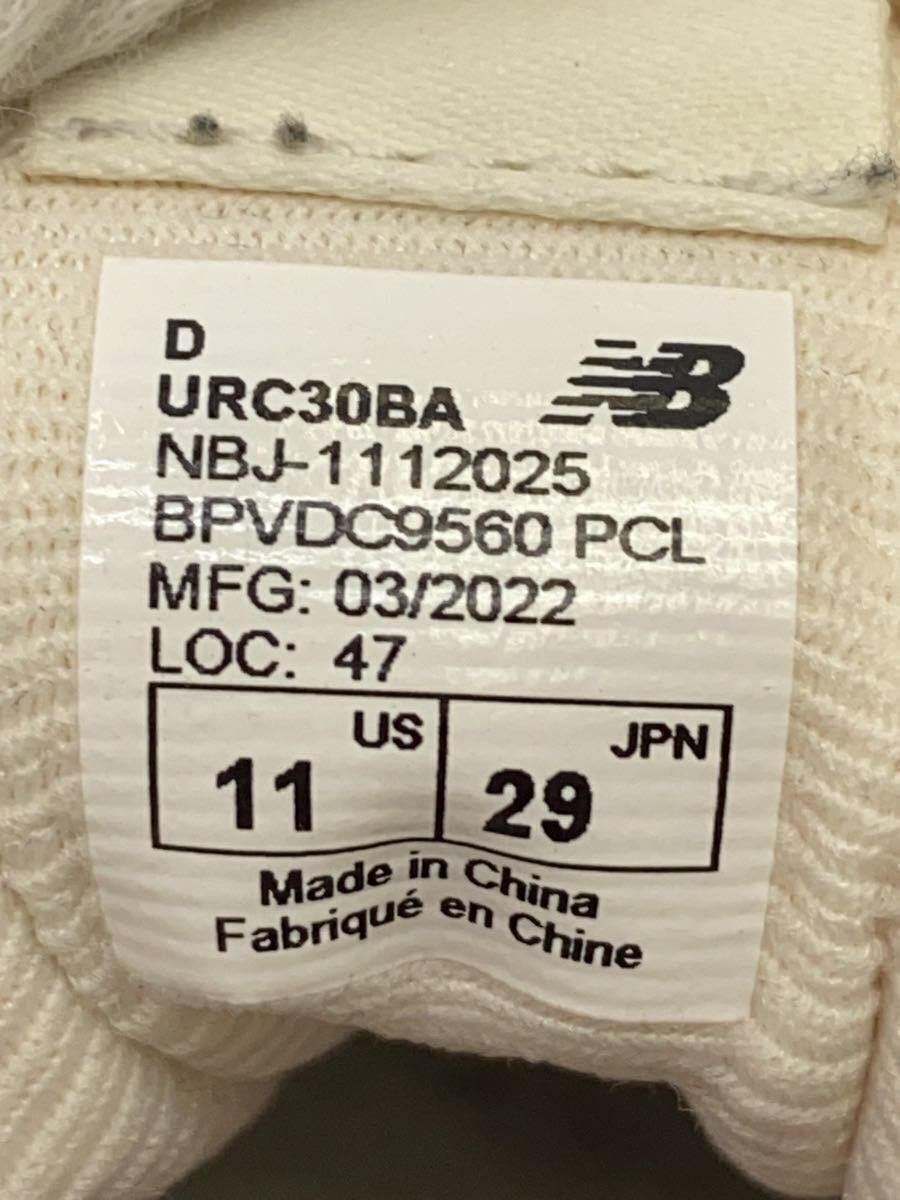 D
URC30BA
NB
NBJ-1112025
BPVDC9560 PCL
MFG: 03/2022
LOC: 47
US JPN
11 29
Made in China
Fabriqué en Chine